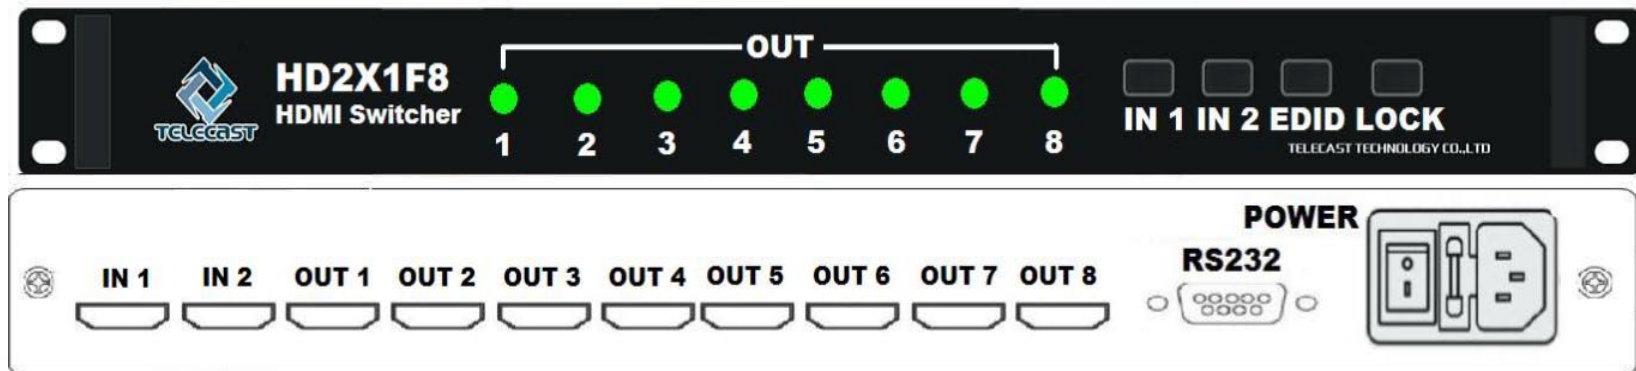 OUT
HD2X1F8
HDMI Switcher
TELECAST
1 2 3 4 5 6 7 8
IN 1 IN 2 EDID LOCK
TELECAST TECHNOLOGY CO.,LTD
POWER
RS232
IN 1 IN 2 OUT 1 OUT 2 OUT 3 OUT 4 OUT 5 OUT 6 OUT 7 OUT 8